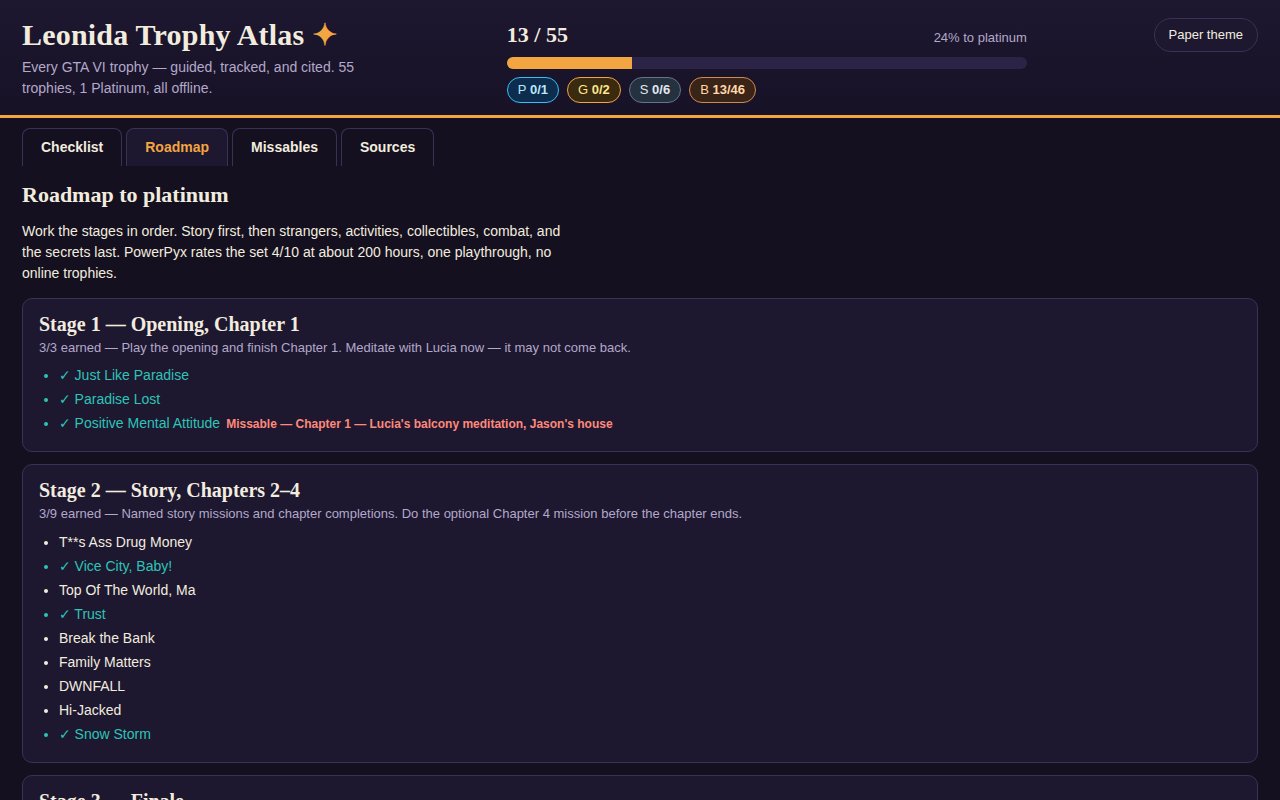 Leonida Trophy Atlas ✦
Every GTA VI trophy — guided, tracked, and cited. 55
trophies, 1 Platinum, all offline.
13 / 55
24% to platinum
P 0/1 G 0/2 S 0/6 B 13/46
Paper theme
Checklist Roadmap Missables Sources
Roadmap to platinum
Work the stages in order. Story first, then strangers, activities, collectibles, combat, and
the secrets last. PowerPyx rates the set 4/10 at about 200 hours, one playthrough, no
online trophies.
Stage 1 — Opening, Chapter 1
3/3 earned — Play the opening and finish Chapter 1. Meditate with Lucia now — it may not come back.
• ✓ Just Like Paradise
• ✓ Paradise Lost
• ✓ Positive Mental Attitude Missable — Chapter 1 — Lucia's balcony meditation, Jason's house
Stage 2 — Story, Chapters 2–4
3/9 earned — Named story missions and chapter completions. Do the optional Chapter 4 mission before the chapter ends.
• T**s Ass Drug Money
• ✓ Vice City, Baby!
• Top Of The World, Ma
• ✓ Trust
• Break the Bank
• Family Matters
• DWNFALL
• Hi-Jacked
• ✓ Snow Storm
Stage 3 — Finale